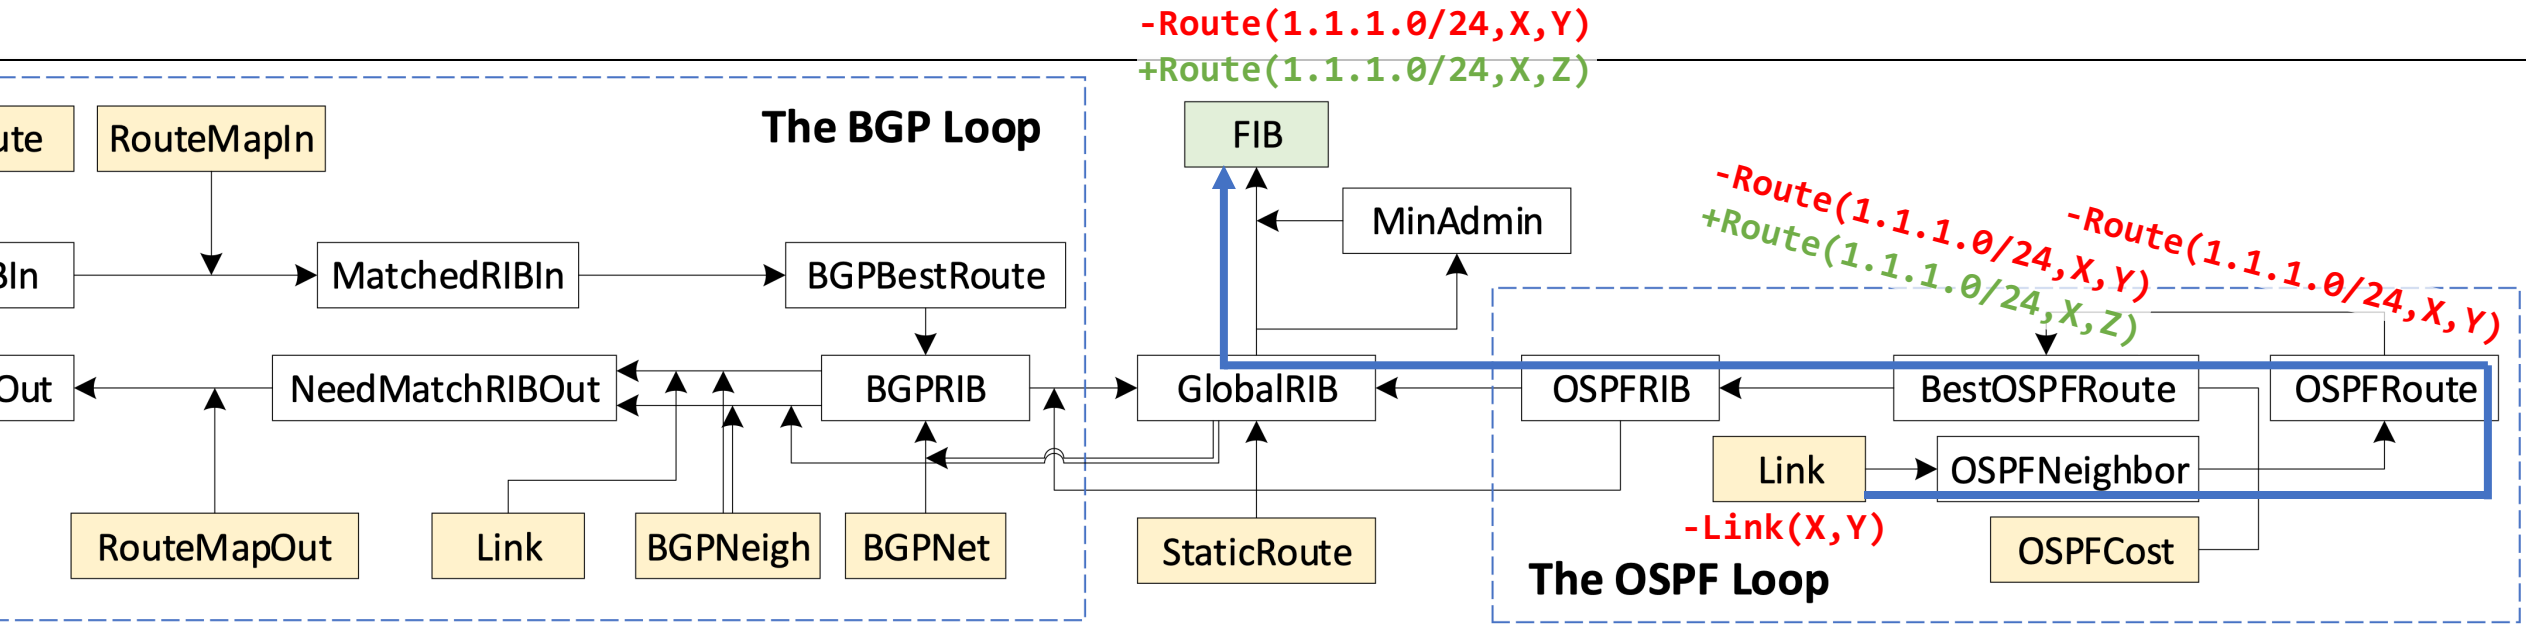 -Route(1.1.1.0/24,X,Y)
+Route(1.1.1.0/24,X,Z)
The BGP Loop
FIB
ute
RouteMapIn
MinAdmin
-Route(1.1.1.0/24,X,Y)
+Route(1.1.1.0/24,X,Z)
-Route(1.1.1.0/24,X,Y)
BIn
MatchedRIBIn
BGPBestRoute
Out
NeedMatchRIBOut
BGPRIB
GlobalRIB
OSPFRIB
BestOSPFRoute
OSPFRoute
Link
OSPFNeighbor
-Link(X,Y)
RouteMapOut
Link
BGPNeigh
BGPNet
StaticRoute
OSPFCost
The OSPF Loop